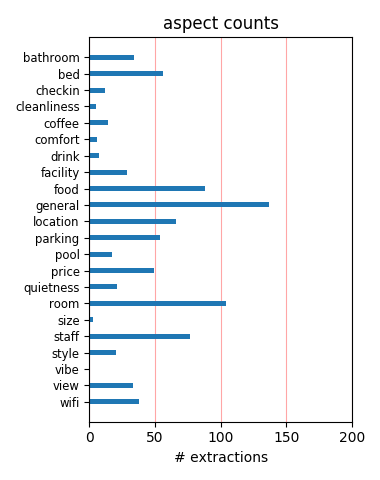 aspect counts
bathroom
bed
checkin
cleanliness
coffee
comfort
drink
facility
food
general
location
parking
pool
price
quietness
room
size
staff
style
vibe
view
wifi
0 50 100 150 200
# extractions